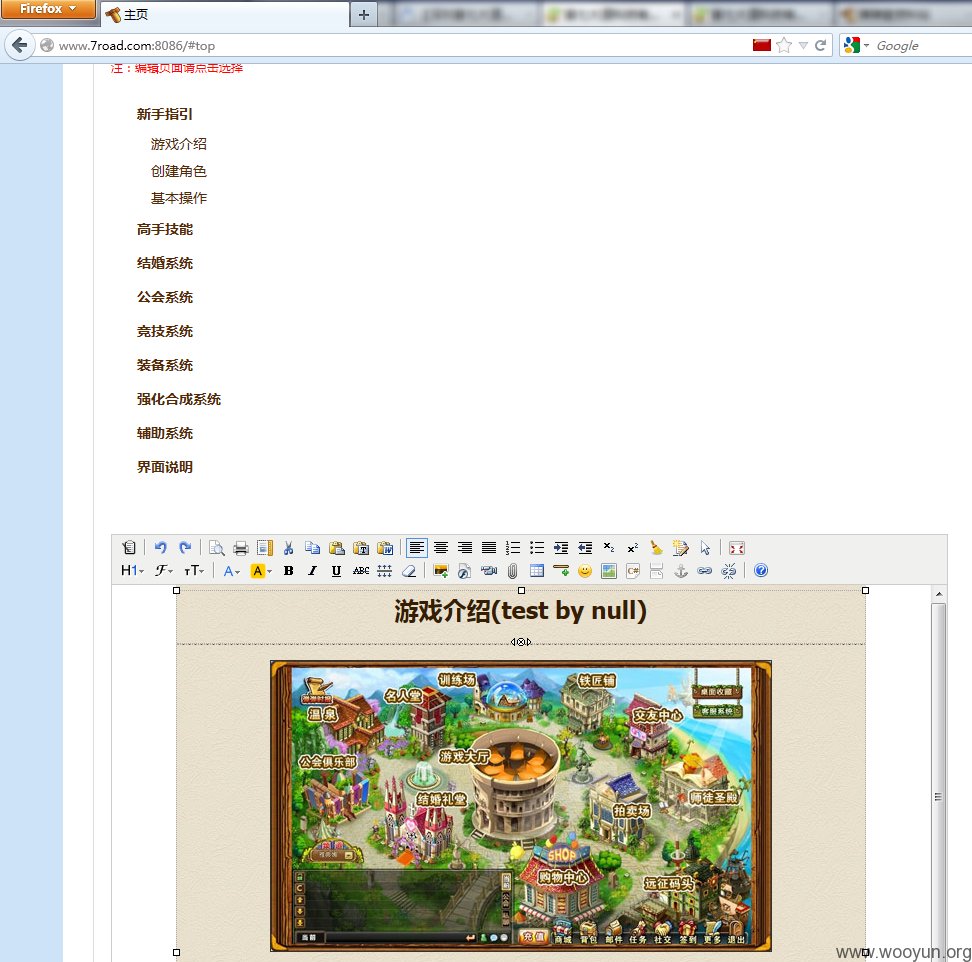 Firefox
主页
www.7road.com:8086/#top
Google
注：编辑页面请点击选择
新手指引
游戏介绍
创建角色
基本操作
高手技能
结婚系统
公会系统
竞技系统
装备系统
强化合成系统
辅助系统
界面说明
H1 F TT A A B I U ABC
游戏介绍(test by null)
训练场
铁匠铺
名人堂
桌面收藏
客服系统
温泉
交友中心
游戏大厅
公会俱乐部
结婚礼堂
师徒圣殿
拍卖场
SHOP
购物中心
远征码头
当前
充值 商城 背包 邮件 任务 社交 签到 更多 退出
www.wooyun.org